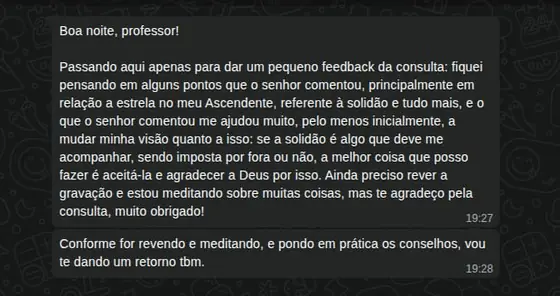 Boa noite, professor!
Passando aqui apenas para dar um pequeno feedback da consulta: fiquei
pensando em alguns pontos que o senhor comentou, principalmente em
relação a estrela no meu Ascendente, referente à solidão e tudo mais, e o
que o senhor comentou me ajudou muito, pelo menos inicialmente, a
mudar minha visão quanto a isso: se a solidão é algo que deve me
acompanhar, sendo imposta por fora ou não, a melhor coisa que posso
fazer é aceitá-la e agradecer a Deus por isso. Ainda preciso rever a
gravação e estou meditando sobre muitas coisas, mas te agradeço pela
consulta, muito obrigado!
19:27
Conforme for revendo e meditando, e pondo em prática os conselhos, vou
te dando um retorno tbm.
19:28